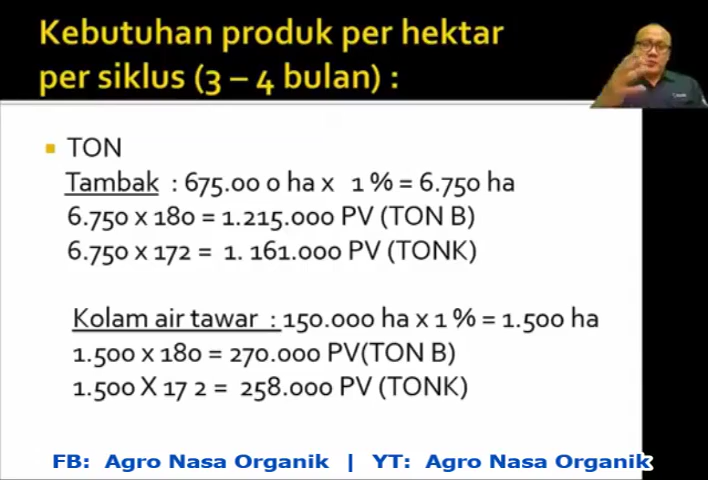 Kebutuhan produk per hektar
per siklus (3 – 4 bulan) :
TON
Tambak : 675.00 0 ha x 1 % = 6.750 ha
6.750 x 180 = 1.215.000 PV (TON B)
6.750 x 172 = 1. 161.000 PV (TONK)
Kolam air tawar : 150.000 ha x 1 % = 1.500 ha
1.500 x 180 = 270.000 PV(TON B)
1.500 X 17 2 = 258.000 PV (TONK)
FB: Agro Nasa Organik | YT: Agro Nasa Organik